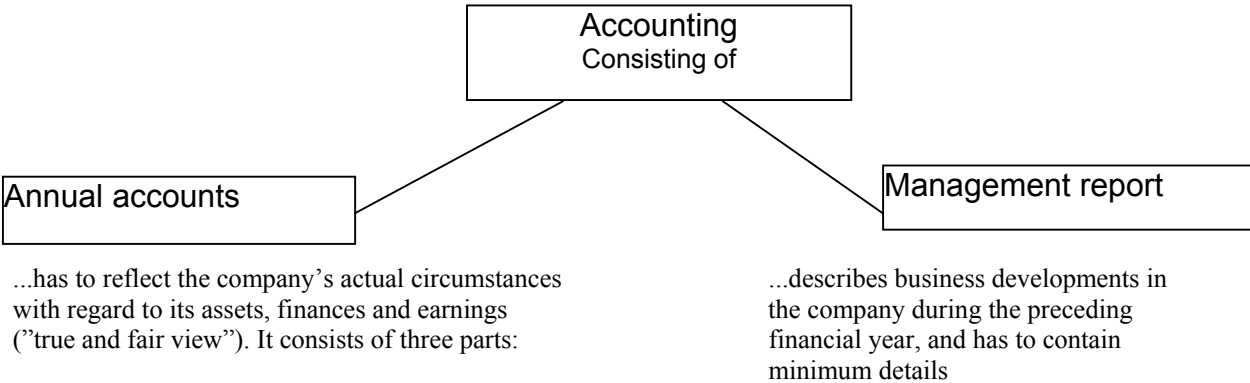 Accounting
Consisting of
Annual accounts
Management report
...has to reflect the company’s actual circumstances
with regard to its assets, finances and earnings
(”true and fair view”). It consists of three parts:
...describes business developments in
the company during the preceding
financial year, and has to contain
minimum details